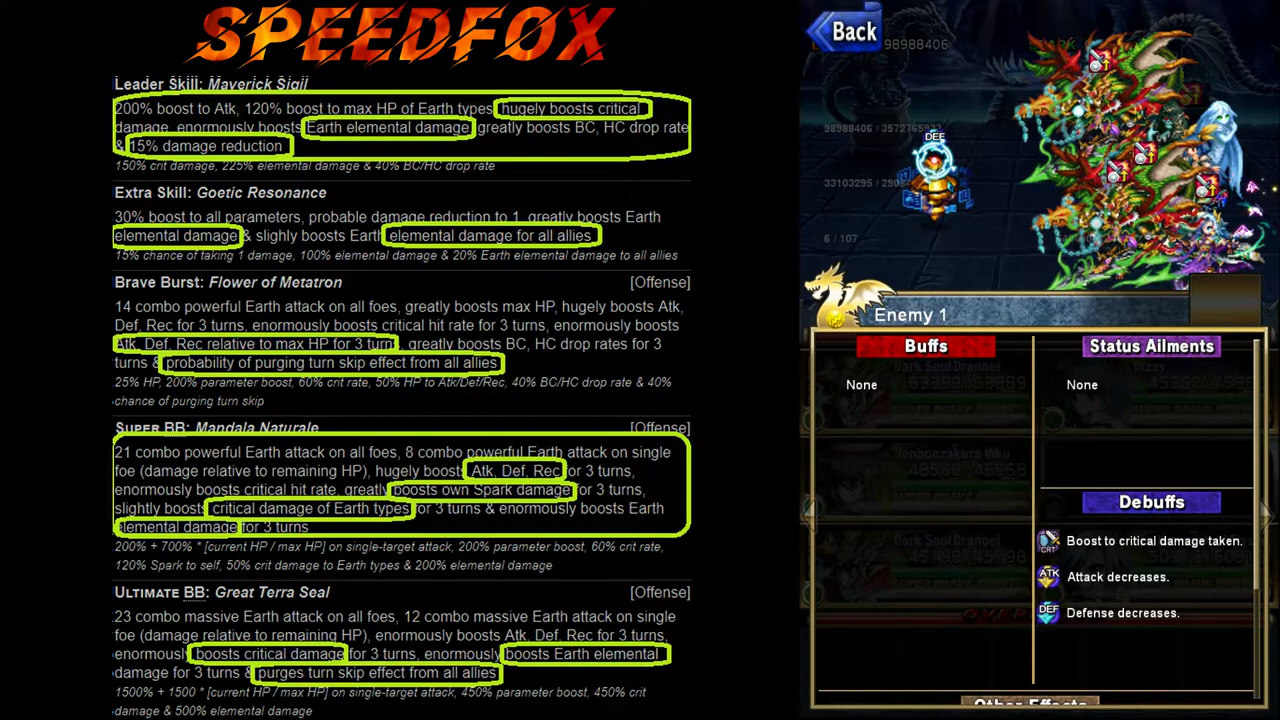 SPEEDFOX
Leader Skill: Maverick Sigil
200% boost to Atk, 120% boost to max HP of Earth types, hugely boosts critical
damage, enormously boosts Earth elemental damage, greatly boosts BC, HC drop rate
& 15% damage reduction
150% crit damage, 225% elemental damage & 40% BC/HC drop rate
Extra Skill: Goetic Resonance
30% boost to all parameters, probable damage reduction to 1, greatly boosts Earth
elemental damage & slighly boosts Earth elemental damage for all allies
15% chance of taking 1 damage, 100% elemental damage & 20% Earth elemental damage to all allies
Brave Burst: Flower of Metatron [Offense]
14 combo powerful Earth attack on all foes, greatly boosts max HP, hugely boosts Atk,
Def, Rec for 3 turns, enormously boosts critical hit rate for 3 turns, enormously boosts
Atk, Def, Rec relative to max HP for 3 turn, greatly boosts BC, HC drop rates for 3
turns & probability of purging turn skip effect from all allies
25% HP, 200% parameter boost, 60% crit rate, 50% HP to Atk/Def/Rec, 40% BC/HC drop rate & 40%
chance of purging turn skip
Super BB: Mandala Naturale [Offense]
21 combo powerful Earth attack on all foes, 8 combo powerful Earth attack on single
foe (damage relative to remaining HP), hugely boosts Atk, Def, Rec for 3 turns,
enormously boosts critical hit rate, greatly boosts own Spark damage for 3 turns,
slightly boosts critical damage of Earth types for 3 turns & enormously boosts Earth
elemental damage for 3 turns
200% + 700% * [current HP / max HP] on single-target attack, 200% parameter boost, 60% crit rate,
120% Spark to self, 50% crit damage to Earth types & 200% elemental damage
Ultimate BB: Great Terra Seal [Offense]
23 combo massive Earth attack on all foes, 12 combo massive Earth attack on single
foe (damage relative to remaining HP), enormously boosts Atk, Def, Rec for 3 turns,
enormously boosts critical damage for 3 turns, enormously boosts Earth elemental
damage for 3 turns & purges turn skip effect from all allies
1500% + 1500 * [current HP / max HP] on single-target attack, 450% parameter boost, 450% crit
damage & 500% elemental damage
Back
98988406
DEF
6 / 107
Enemy 1
Buffs
None
Status Ailments
None
Debuffs
CRT Boost to critical damage taken.
ATK Attack decreases.
DEF Defense decreases.
Other Effects